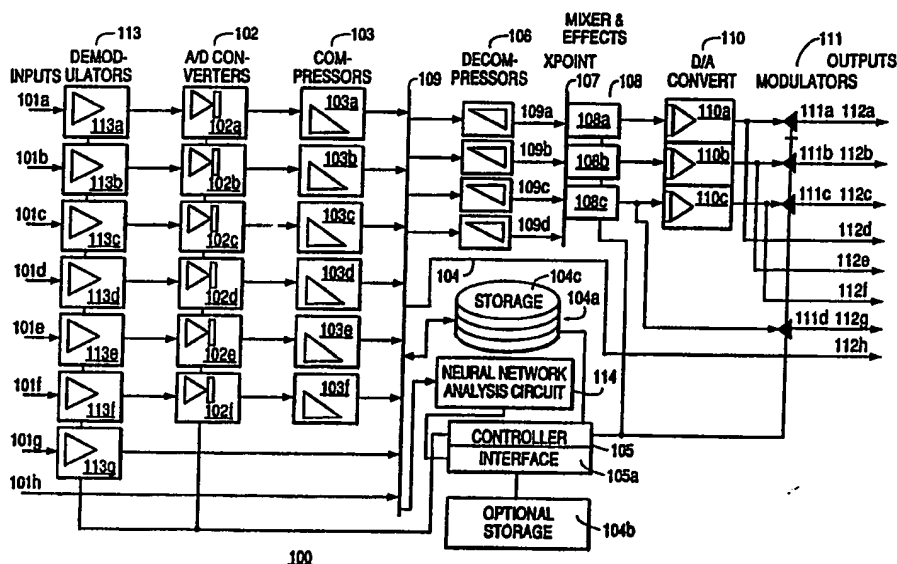 113
DEMOD-
ULATORS
102
A/D CON-
VERTERS
103
COM-
PRESSORS
109
106
DECOM-
PRESSORS
MIXER &
EFFECTS
XPOINT
107
108
110
D/A
CONVERT
111
MODULATORS
OUTPUTS
INPUTS
101a
113a
102a
103a
109a
108a
110a
111a 112a
101b
113b
102b
103b
109b
108b
110b
111b 112b
101c
113c
102c
103c
109c
108c
110c
111c 112c
109d
112d
101d
113d
102d
103d
104
104c
STORAGE
104a
112e
112f
101e
113e
102e
103e
111d 112g
112h
101f
113f
102f
103f
NEURAL NETWORK
ANALYSIS CIRCUIT
114
101g
113g
CONTROLLER
105
INTERFACE
105a
101h
OPTIONAL
STORAGE
104b
100